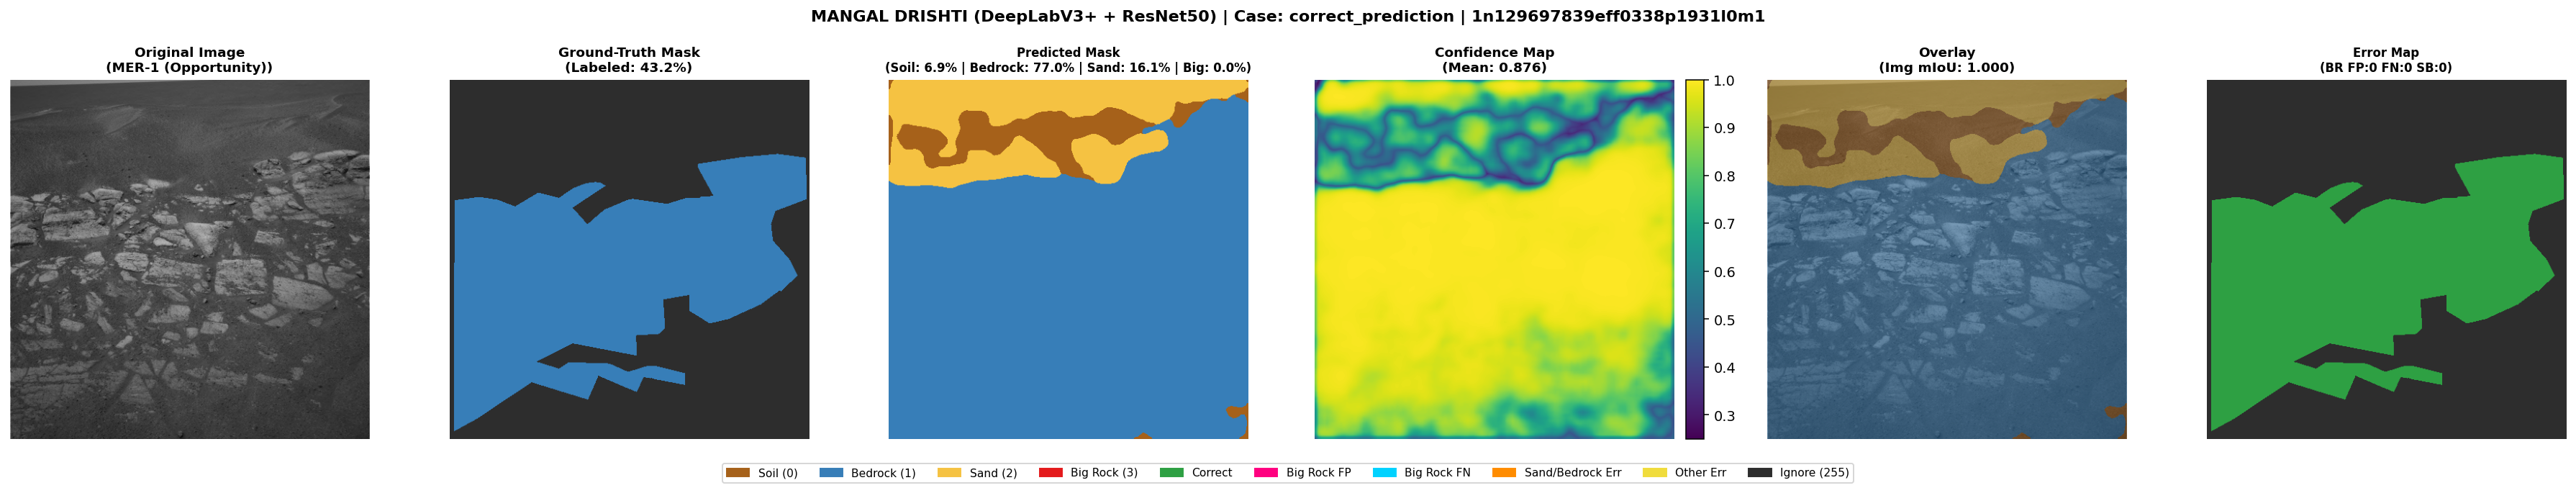 MANGAL DRISHTI (DeepLabV3+ + ResNet50) | Case: correct_prediction | 1n129697839eff0338p1931l0m1
Original Image
(MER-1 (Opportunity))
Ground-Truth Mask
(Labeled: 43.2%)
Predicted Mask
(Soil: 6.9% | Bedrock: 77.0% | Sand: 16.1% | Big: 0.0%)
Confidence Map
(Mean: 0.876)
1.0
0.9
0.8
0.7
0.6
0.5
0.4
0.3
Overlay
(Img mIoU: 1.000)
Error Map
(BR FP:0 FN:0 SB:0)
Soil (0)
Bedrock (1)
Sand (2)
Big Rock (3)
Correct
Big Rock FP
Big Rock FN
Sand/Bedrock Err
Other Err
Ignore (255)